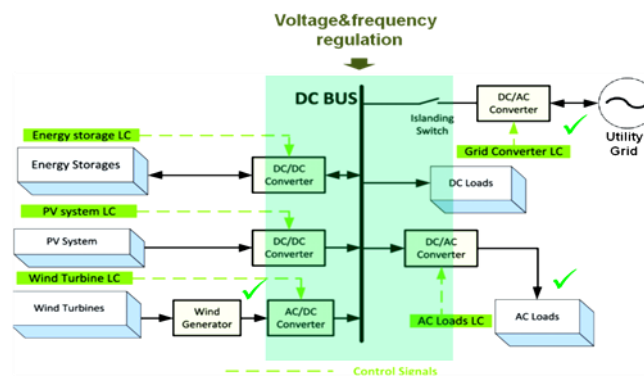 Voltage&frequency
regulation
DC BUS
DC/AC
Converter
Islanding
Switch
Utility
Grid
Energy storage LC
Grid Converter LC
Energy Storages
DC/DC
Converter
DC Loads
PV system LC
PV System
DC/DC
Converter
DC/AC
Converter
Wind Turbine LC
Wind Turbines
Wind
Generator
AC/DC
Converter
AC Loads LC
AC Loads
Control Signals